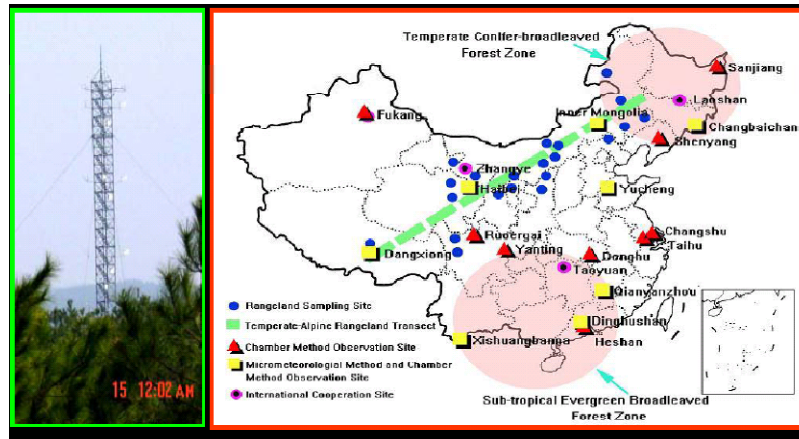 15 12:02 AM
Temperate Conifer-broadleaved
Forest Zone
Sanjiang
Fukang
Inner Mongolia
Laoshan
Changbaichan
Shenyang
Zhangye
Haibei
Yucheng
Ruoergai
Changshu
Yanting
Taihu
Dangxiong
Donghu
Taoyuan
Qianyanzhou
Rangeland Sampling Site
Temperate-Alpine Rangeland Transect
Dinghushan
Chamber Method Observation Site
Heshan
Xishuangbanna
Micrometeorological Method and Chamber
Method Observation Site
International Cooperation Site
Sub-tropical Evergreen Broadleaved
Forest Zone